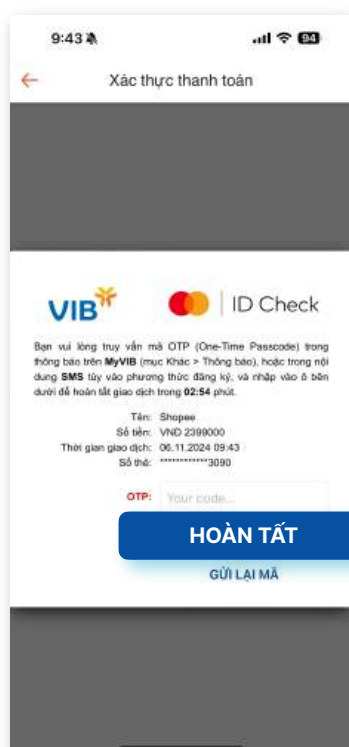 9:43
94
Xác thực thanh toán
VIB
ID Check
Bạn vui lòng truy vấn mã OTP (One-Time Passcode) trong
thông báo trên MyVIB (mục Khác > Thông báo), hoặc trong nội
dung SMS tùy vào phương thức đăng ký, và nhập vào ô bên
dưới để hoàn tất giao dịch trong 02:54 phút.
Tên: Shopee
Số tiền: VND 2399000
Thời gian giao dịch: 06.11.2024 09:43
Số thẻ: ************3090
OTP: Your code...
HOÀN TẤT
GỬI LẠI MÃ